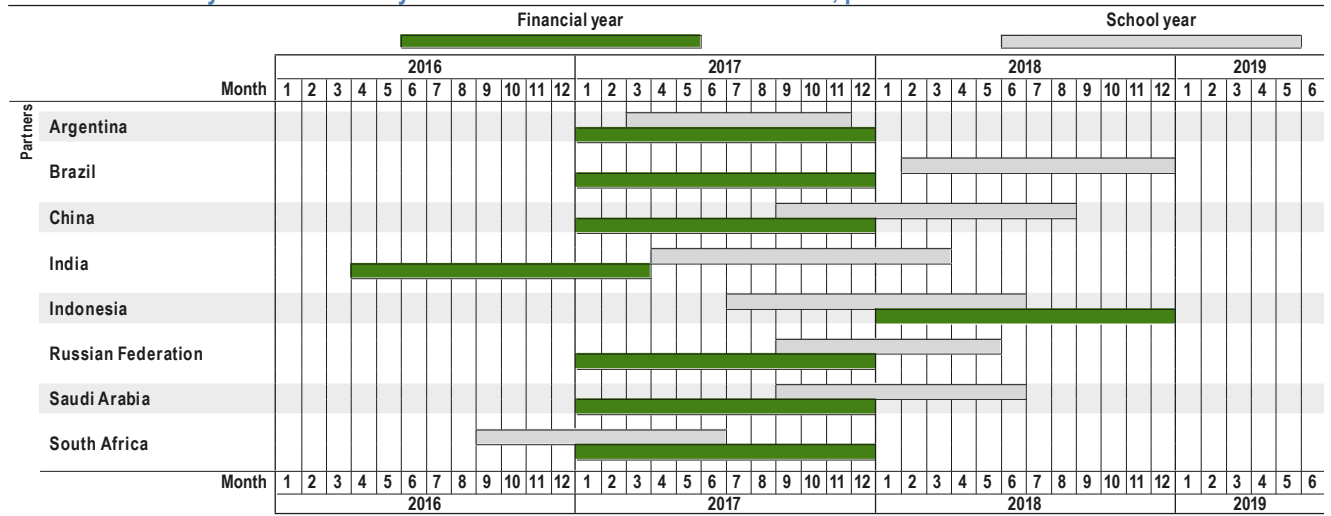 Financial year School year
2016 2017 2018 2019
Month 1 2 3 4 5 6 7 8 9 10 11 12 1 2 3 4 5 6 7 8 9 10 11 12 1 2 3 4 5 6 7 8 9 10 11 12 1 2 3 4 5 6
Partners
Argentina
Brazil
China
India
Indonesia
Russian Federation
Saudi Arabia
South Africa
Month 1 2 3 4 5 6 7 8 9 10 11 12 1 2 3 4 5 6 7 8 9 10 11 12 1 2 3 4 5 6 7 8 9 10 11 12 1 2 3 4 5 6
2016 2017 2018 2019